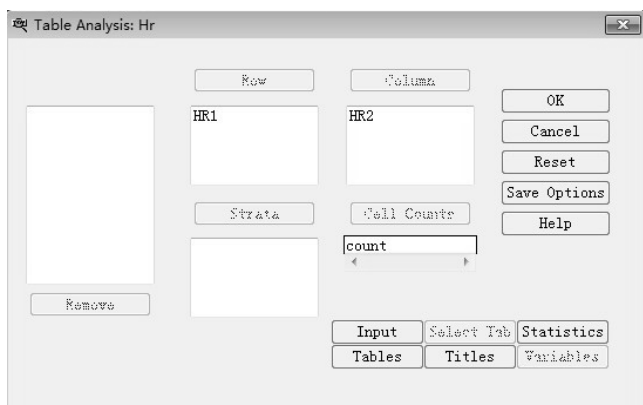 Table Analysis: Hr
Row Column
HR1 HR2
OK
Cancel
Reset
Save Options
Strata Cell Counts
Help
count
Remove
Input Select Tab Statistics
Tables Titles Variables